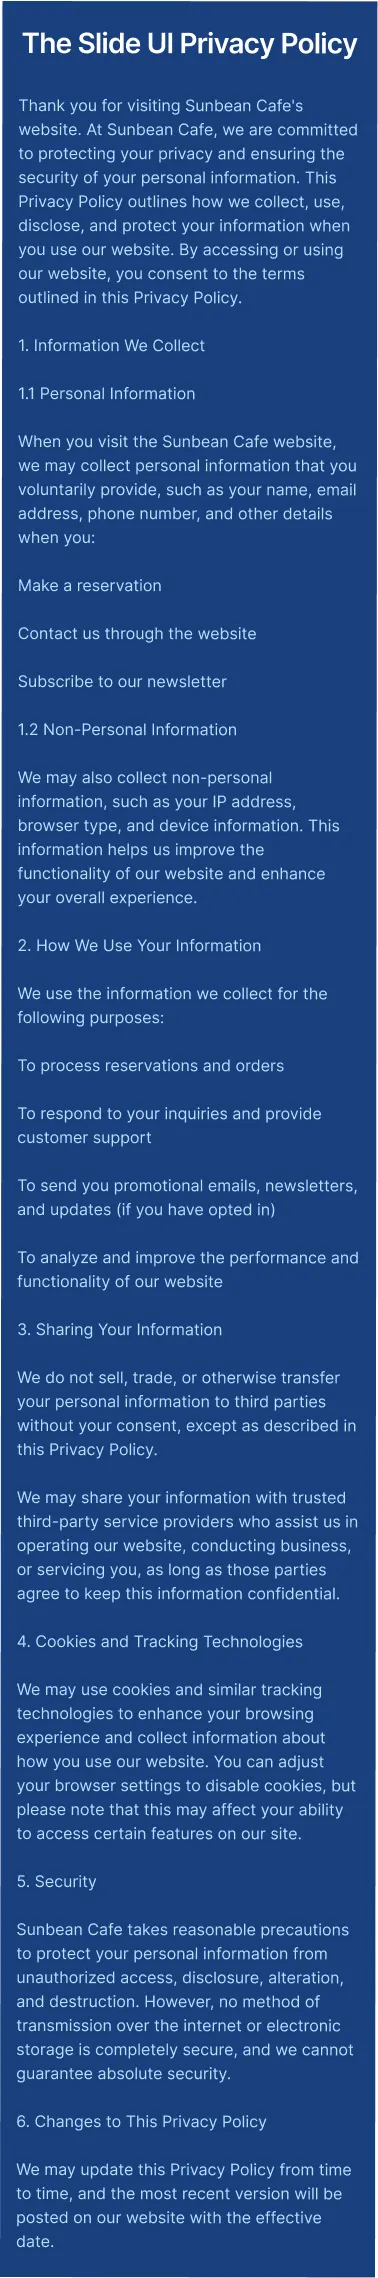 The Slide UI Privacy Policy
Thank you for visiting Sunbean Cafe's
website. At Sunbean Cafe, we are committed
to protecting your privacy and ensuring the
security of your personal information. This
Privacy Policy outlines how we collect, use,
disclose, and protect your information when
you use our website. By accessing or using
our website, you consent to the terms
outlined in this Privacy Policy.
1. Information We Collect
1.1 Personal Information
When you visit the Sunbean Cafe website,
we may collect personal information that you
voluntarily provide, such as your name, email
address, phone number, and other details
when you:
Make a reservation
Contact us through the website
Subscribe to our newsletter
1.2 Non-Personal Information
We may also collect non-personal
information, such as your IP address,
browser type, and device information. This
information helps us improve the
functionality of our website and enhance
your overall experience.
2. How We Use Your Information
We use the information we collect for the
following purposes:
To process reservations and orders
To respond to your inquiries and provide
customer support
To send you promotional emails, newsletters,
and updates (if you have opted in)
To analyze and improve the performance and
functionality of our website
3. Sharing Your Information
We do not sell, trade, or otherwise transfer
your personal information to third parties
without your consent, except as described in
this Privacy Policy.
We may share your information with trusted
third-party service providers who assist us in
operating our website, conducting business,
or servicing you, as long as those parties
agree to keep this information confidential.
4. Cookies and Tracking Technologies
We may use cookies and similar tracking
technologies to enhance your browsing
experience and collect information about
how you use our website. You can adjust
your browser settings to disable cookies, but
please note that this may affect your ability
to access certain features on our site.
5. Security
Sunbean Cafe takes reasonable precautions
to protect your personal information from
unauthorized access, disclosure, alteration,
and destruction. However, no method of
transmission over the internet or electronic
storage is completely secure, and we cannot
guarantee absolute security.
6. Changes to This Privacy Policy
We may update this Privacy Policy from time
to time, and the most recent version will be
posted on our website with the effective
date.